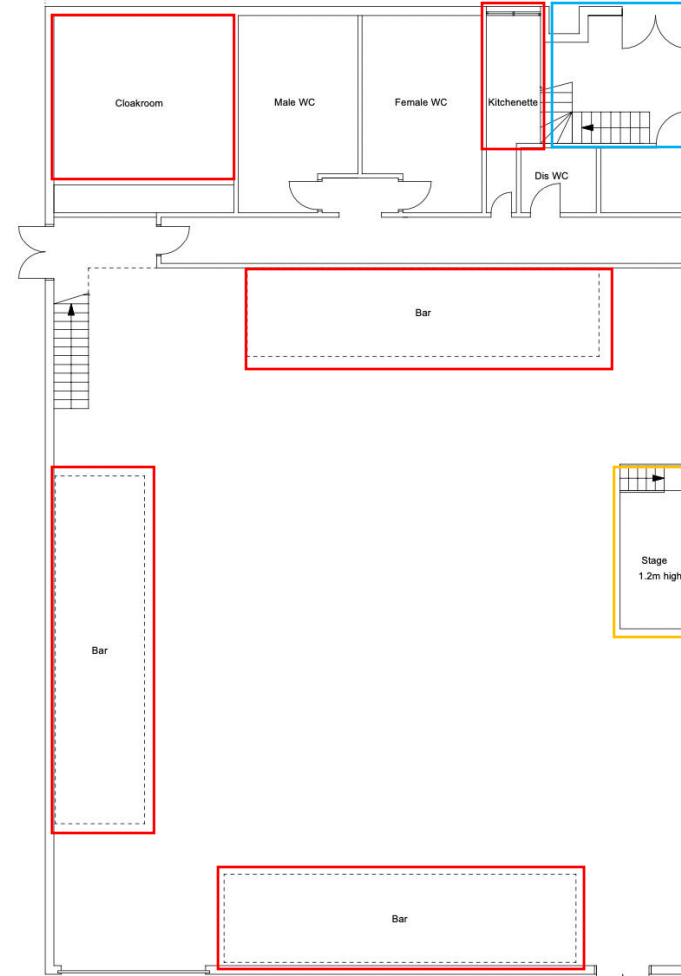 Cloakroom
Male WC
Female WC
Kitchenette
Dis WC
Bar
Stage
1.2m high
Bar
Bar